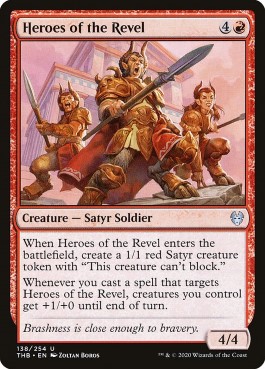 Heroes of the Revel 4
Creature — Satyr Soldier
When Heroes of the Revel enters the
battlefield, create a 1/1 red Satyr creature
token with “This creature can’t block.”
Whenever you cast a spell that targets
Heroes of the Revel, creatures you control
get +1/+0 until end of turn.
Brashness is close enough to bravery.
4/4
138/254 U
THB • EN ZOLTAN BOROS
™ & © 2020 Wizards of the Coast